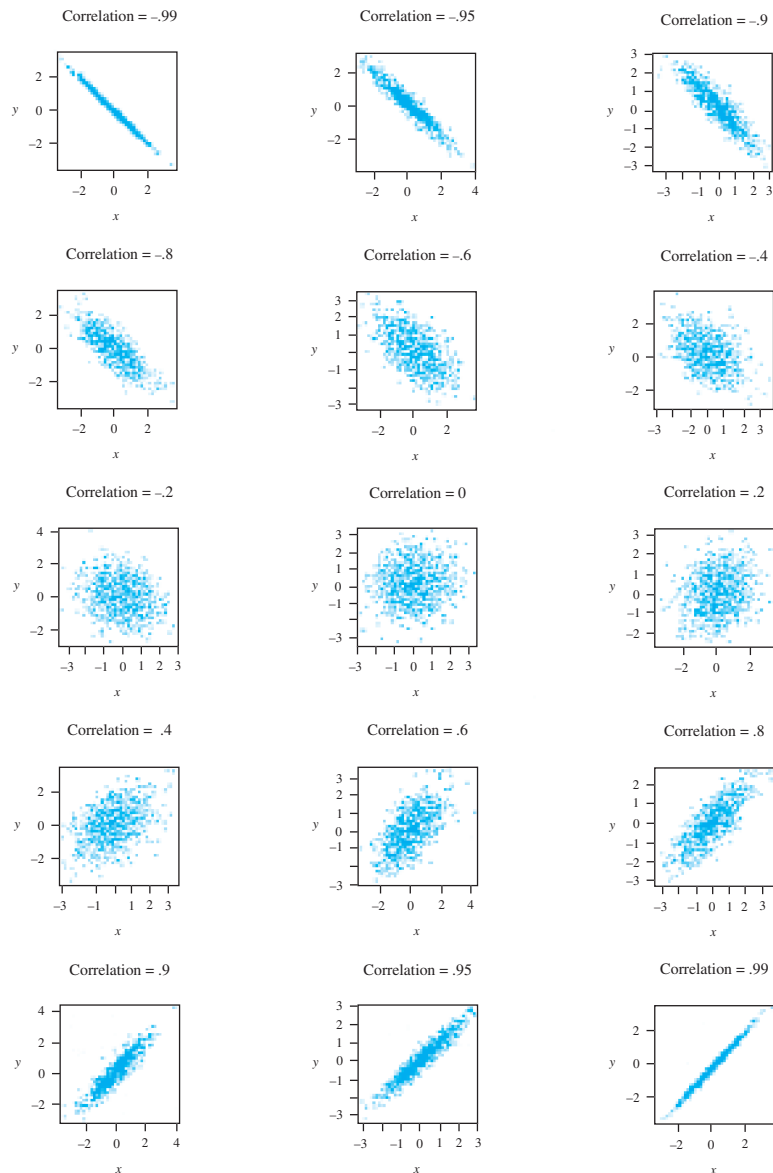 Correlation = –.99
Correlation = –.95
Correlation = –.9
2
0
−2
y
−2 0 2
x
2
0
−2
y
−2 0 2 4
x
3
2
1
0
−1
−2
−3
y
−3 −1 0 1 2 3
x
Correlation = –.8
Correlation = –.6
Correlation = –.4
2
0
−2
y
−2 0 2
x
3
2
1
−1
−3
y
−2 0 2
x
2
0
−2
y
−3 −2 0 1 3
x
Correlation = –.2
Correlation = 0
Correlation = .2
4
2
0
−2
y
−3 −1 0 1 2 3
x
3
2
1
0
−1
−3
y
−3 −1 0 1 2 3
x
3
2
1
0
−1
−2
y
−2 0 2
x
Correlation = .4
Correlation = .6
Correlation = .8
2
0
−2
y
−3 −1 1 2 3
x
3
2
1
0
−1
−3
y
−2 0 2 4
x
3
2
1
0
−1
−2
−3
y
−3 −1 0 1 2 3
x
Correlation = .9
Correlation = .95
Correlation = .99
4
2
0
−2
y
−2 0 2 4
x
3
2
1
0
−1
−3
y
−3 −1 0 1 2 3
x
2
0
−2
y
−2 0 2
x